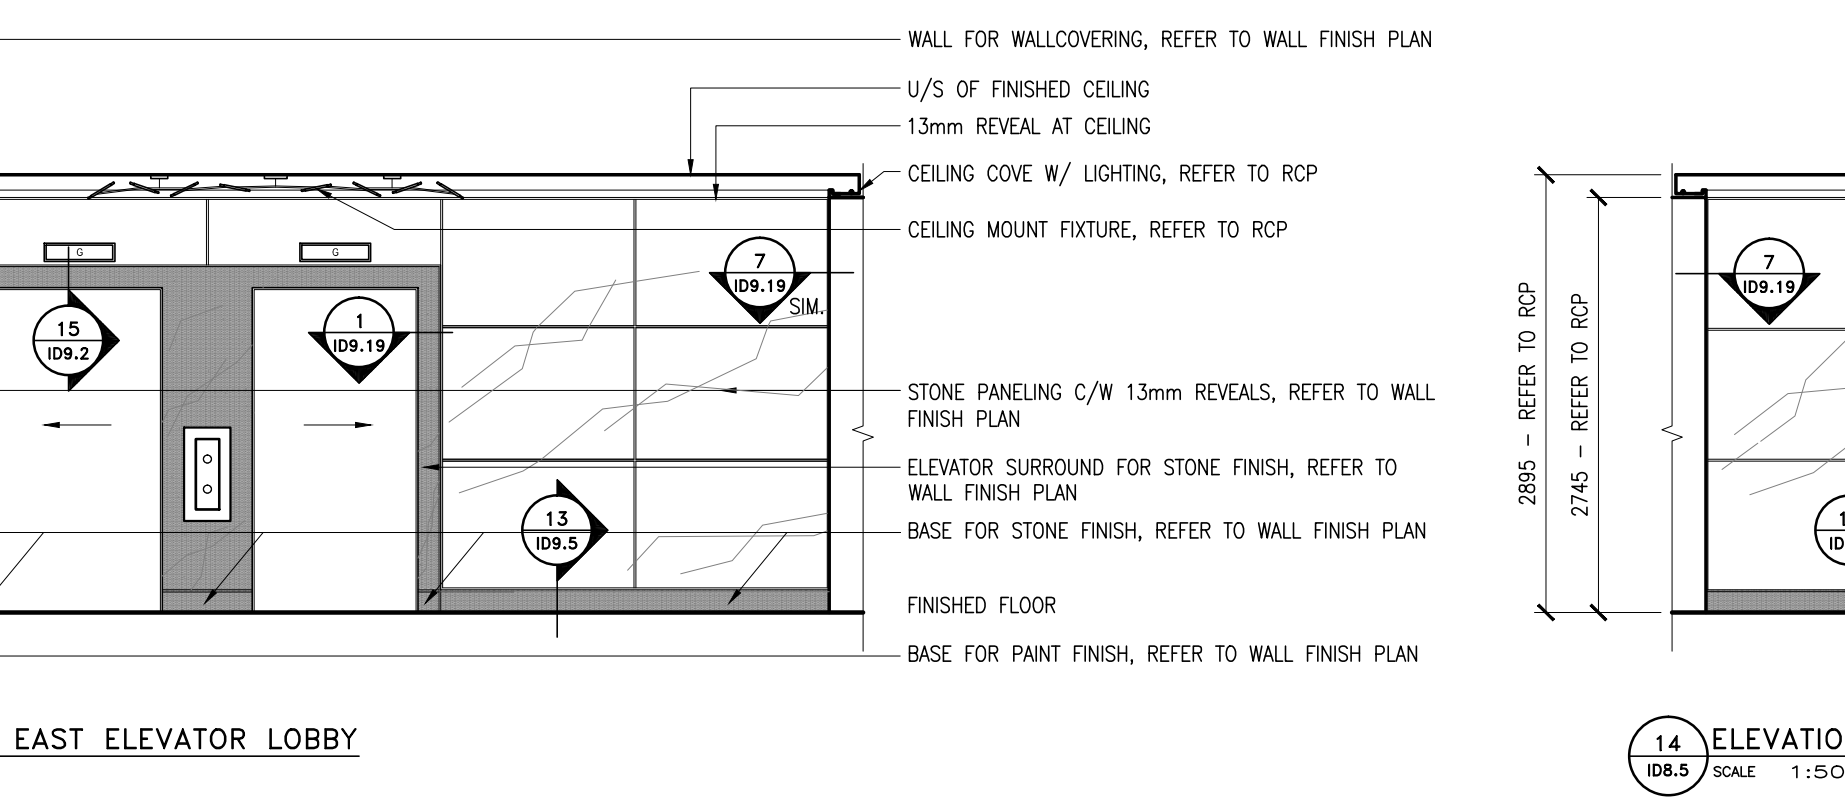 WALL FOR WALLCOVERING, REFER TO WALL FINISH PLAN
U/S OF FINISHED CEILING
13mm REVEAL AT CEILING
CEILING COVE W/ LIGHTING, REFER TO RCP
CEILING MOUNT FIXTURE, REFER TO RCP
G
G
7
ID9.19
SIM.
15
ID9.2
1
ID9.19
STONE PANELING C/W 13mm REVEALS, REFER TO WALL
FINISH PLAN
ELEVATOR SURROUND FOR STONE FINISH, REFER TO
WALL FINISH PLAN
13
ID9.5
BASE FOR STONE FINISH, REFER TO WALL FINISH PLAN
FINISHED FLOOR
BASE FOR PAINT FINISH, REFER TO WALL FINISH PLAN
EAST ELEVATOR LOBBY
2895 - REFER TO RCP
2745 - REFER TO RCP
7
ID9.19
1
ID
14
ID8.5
ELEVATIO
SCALE 1:50